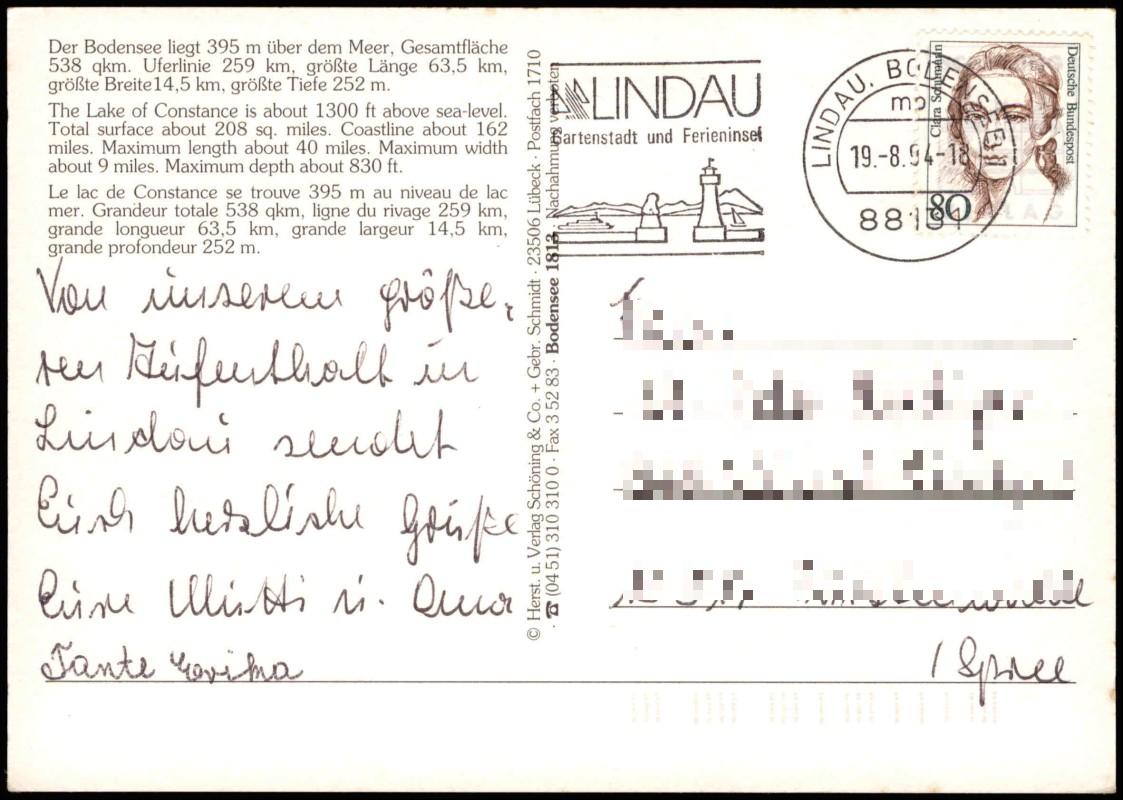 Der Bodensee liegt 395 m über dem Meer, Gesamtfläche
538 qkm. Uferlinie 259 km, größte Länge 63,5 km,
größte Breite14,5 km, größte Tiefe 252 m.
The Lake of Constance is about 1300 ft above sea-level.
Total surface about 208 sq. miles. Coastline about 162
miles. Maximum length about 40 miles. Maximum width
about 9 miles. Maximum depth about 830 ft.
Le lac de Constance se trouve 395 m au niveau de lac
mer. Grandeur totale 538 qkm, ligne du rivage 259 km,
grande longueur 63,5 km, grande largeur 14,5 km,
grande profondeur 252 m.
Von unserem größe-
ren Aufenthalt in
Lindau sendet
Euch herzliche Grüße
Eure Mutti u. Oma
Tante Erika
© Herst. u. Verlag Schöning & Co. + Gebr. Schmidt · 23506 Lübeck · Postfach 1710
· ☎ (04 51) 310 310 0 · Fax 3 52 83 · Bodensee 1813 · Nachahmung verboten
LINDAU
Gartenstadt und Ferieninsel
LINDAU, BODENSEE
mb
19.-8.94-18
88131
Clara Schumann
Deutsche Bundespost
80
/ Spree